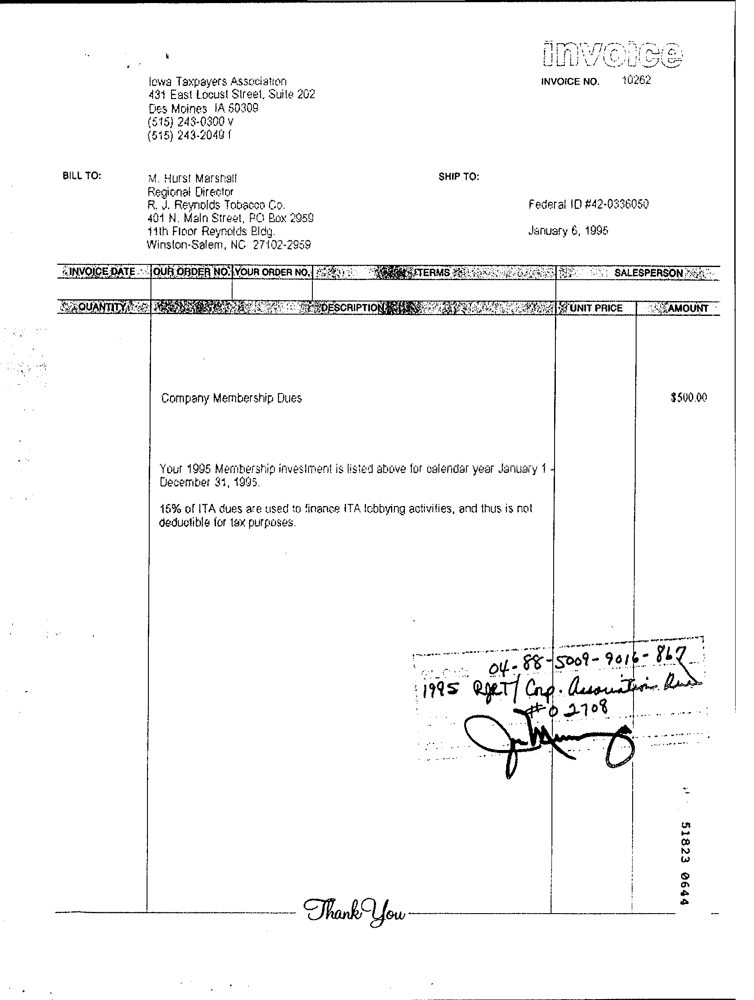 invoice
INVOICE NO. 10262
Iowa Taxpayers Association
431 East Locust Street, Suite 202
Des Moines IA 50309
(515) 243-0300 v
(515) 243-2049 f
BILL TO:
M. Hurst Marshall
Regional Director
R. J. Reynolds Tobacco Co.
401 N. Main Street, PO Box 2959
11th Floor Reynolds Bldg.
Winston-Salem, NC 27102-2959
SHIP TO:
Federal ID #42-0336050
January 6, 1995
INVOICE DATE OUR ORDER NO. YOUR ORDER NO. TERMS SALESPERSON
QUANTITY DESCRIPTION UNIT PRICE AMOUNT
Company Membership Dues $500.00
Your 1995 Membership investment is listed above for calendar year January 1 -
December 31, 1995.
15% of ITA dues are used to finance ITA lobbying activities, and thus is not
deductible for tax purposes.
04-88-5009-9016-867
1995 RJRT/Corp. Association Dues
#02708
51823 0644
Thank You